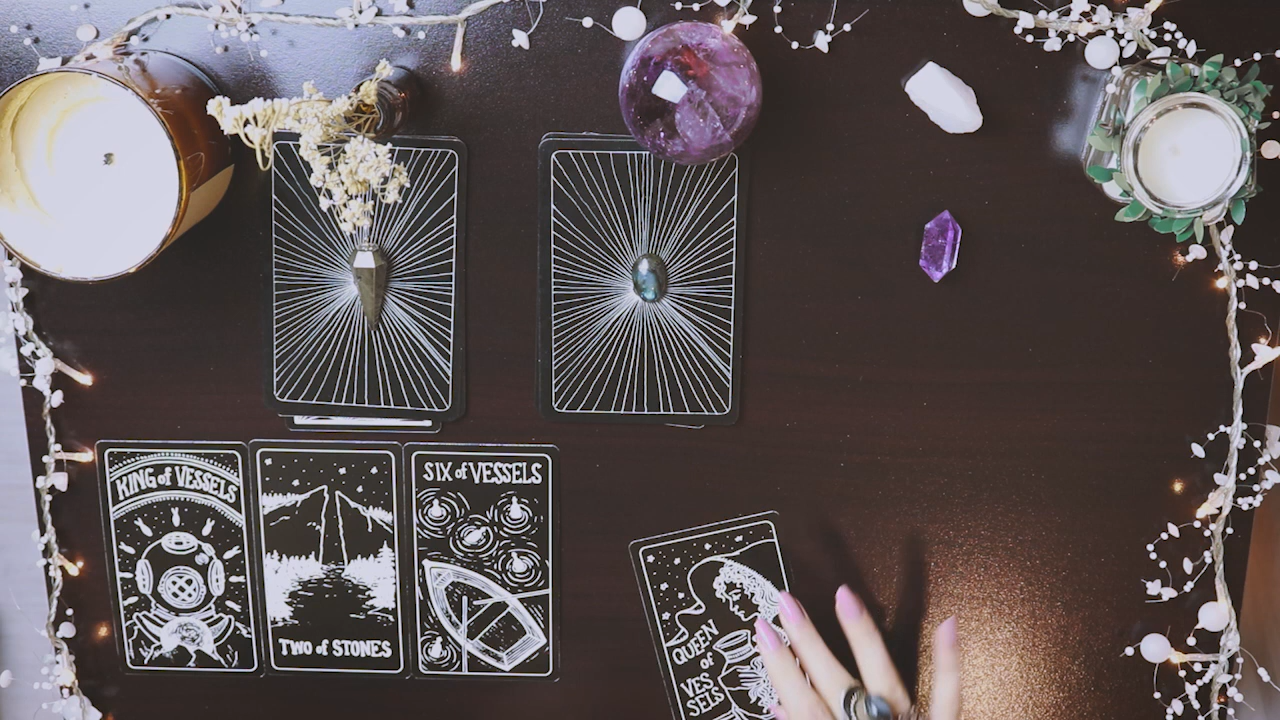 KING of VESSELS
TWO of STONES
SIX of VESSELS
QUEEN
of
VES
SELS